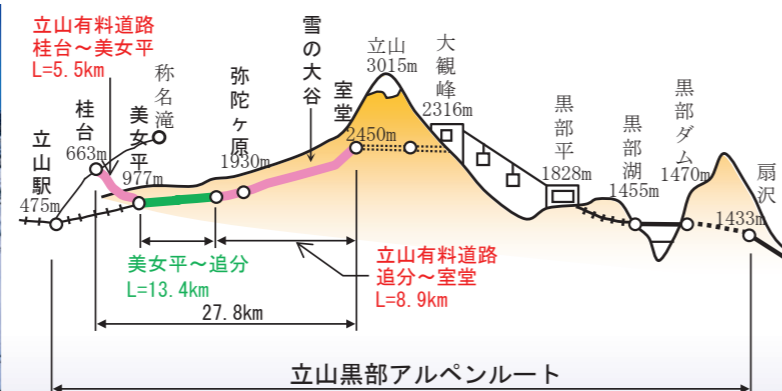 立山有料道路
桂台～美女平
L=5.5km
称名滝
雪の大谷
立山
3015m
大観峰
2316m
室堂
2450m
弥陀ヶ原
1930m
桂台
663m
美女平
977m
立山駅
475m
黒部平
1828m
黒部湖
1455m
黒部ダム
1470m
扇沢
1433m
美女平～追分
L=13.4km
立山有料道路
追分～室堂
L=8.9km
27.8km
立山黒部アルペンルート